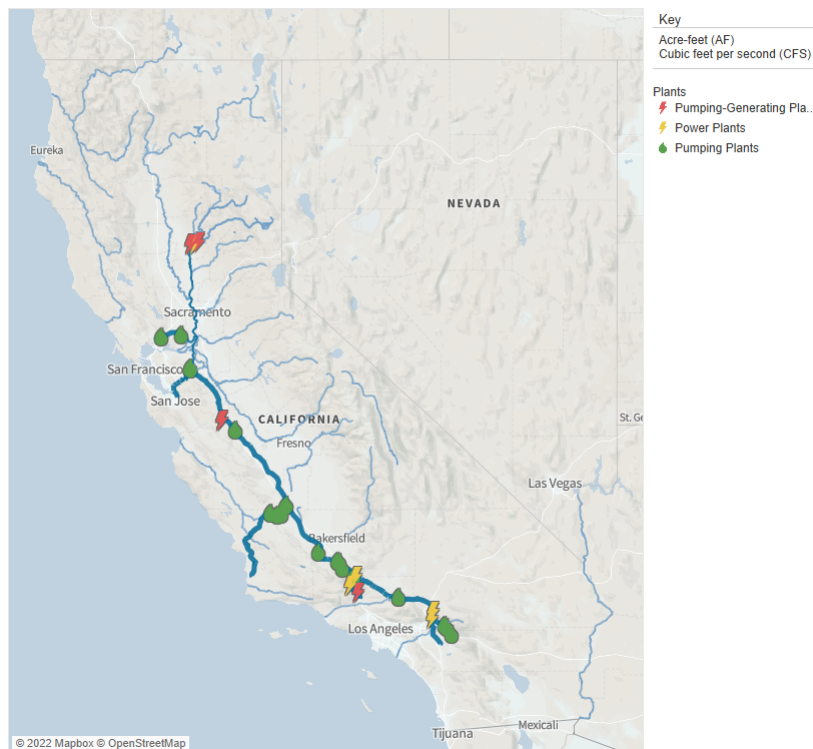 Key
Acre-feet (AF)
Cubic feet per second (CFS)
Plants
Pumping-Generating Pla..
Power Plants
Pumping Plants
Eureka
NEVADA
Sacramento
San Francisco
San Jose
CALIFORNIA
Fresno
St. Ge
Las Vegas
Bakersfield
Los Angeles
Mexicali
Tijuana
© 2022 Mapbox © OpenStreetMap